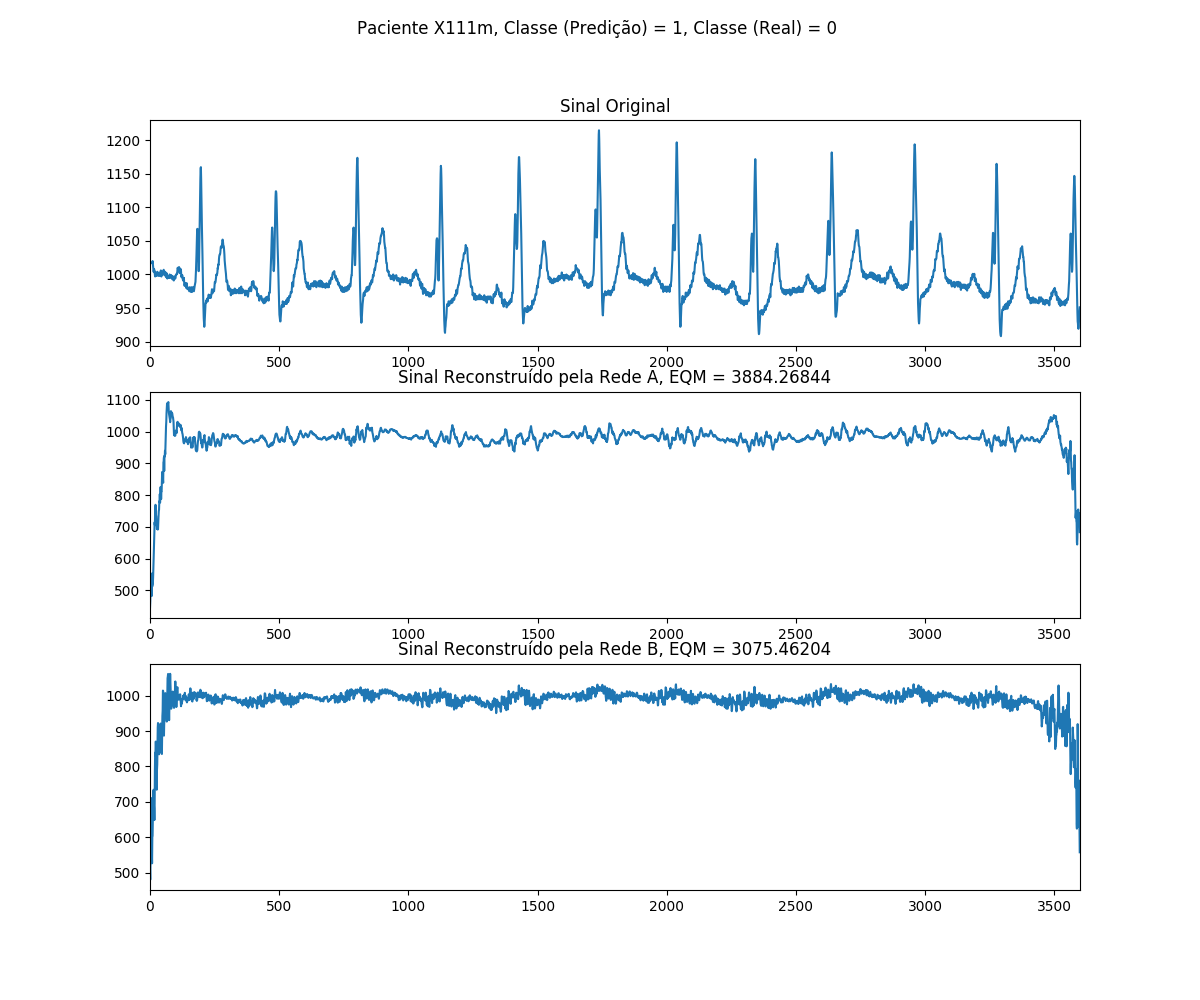 Paciente X111m, Classe (Predição) = 1, Classe (Real) = 0
Sinal Original
1200
1150
1100
1050
1000
950
900
0 500 1000 1500 2000 2500 3000 3500
Sinal Reconstruído pela Rede A, EQM = 3884.26844
1100
1000
900
800
700
600
500
0 500 1000 1500 2000 2500 3000 3500
Sinal Reconstruído pela Rede B, EQM = 3075.46204
1000
900
800
700
600
500
0 500 1000 1500 2000 2500 3000 3500